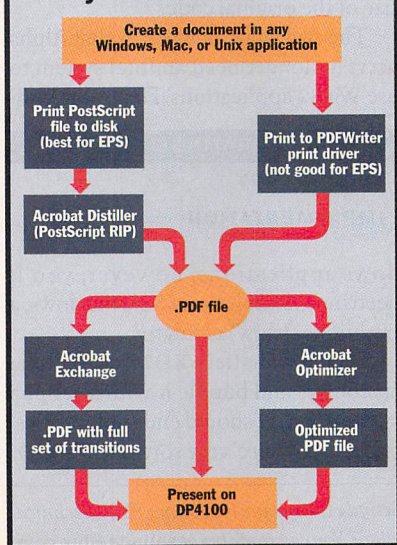 Create a document in any
Windows, Mac, or Unix application
Print PostScript
file to disk
(best for EPS)
Print to PDFWriter
print driver
(not good for EPS)
Acrobat Distiller
(PostScript RIP)
.PDF file
Acrobat
Exchange
Acrobat
Optimizer
.PDF with full
set of transitions
Optimized
.PDF file
Present on
DP4100